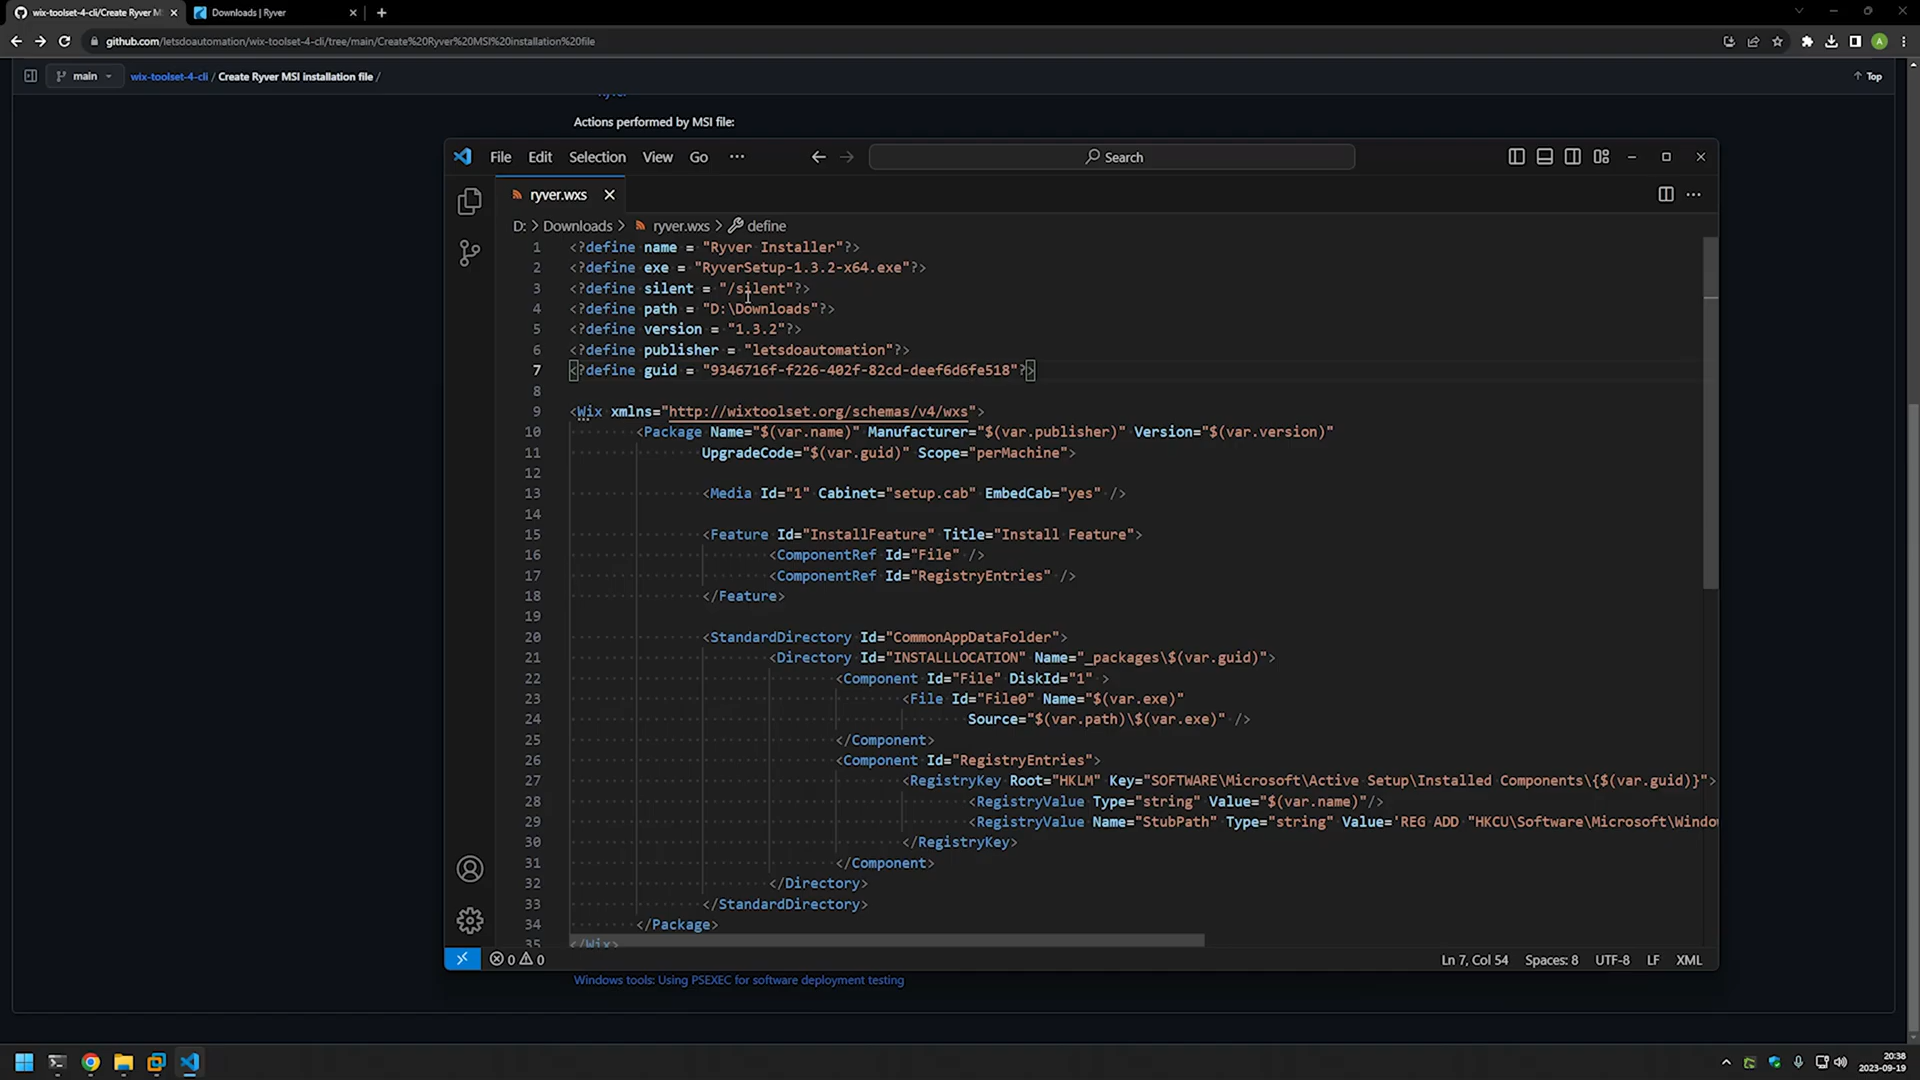 wix-toolset-4-cli/Create Ryver M
Downloads | Ryver
github.com/letsdoautomation/wix-toolset-4-cli/tree/main/Create%20Ryver%20MSI%20installation%20file
A
main
wix-toolset-4-cli / Create Ryver MSI installation file /
Top
Actions performed by MSI file:
File Edit Selection View Go ··· Search
ryver.wxs
D: > Downloads > ryver.wxs > define
1 <?define name = "Ryver Installer"?>
2 <?define exe = "RyverSetup-1.3.2-x64.exe"?>
3 <?define silent = "/silent"?>
4 <?define path = "D:\Downloads"?>
5 <?define version = "1.3.2"?>
6 <?define publisher = "letsdoautomation"?>
7 <?define guid = "9346716f-f226-402f-82cd-deef6d6fe518"?>
8
9 <Wix xmlns="http://wixtoolset.org/schemas/v4/wxs">
10 <Package Name="$(var.name)" Manufacturer="$(var.publisher)" Version="$(var.version)"
11 UpgradeCode="$(var.guid)" Scope="perMachine">
12
13 <Media Id="1" Cabinet="setup.cab" EmbedCab="yes" />
14
15 <Feature Id="InstallFeature" Title="Install Feature">
16 <ComponentRef Id="File" />
17 <ComponentRef Id="RegistryEntries" />
18 </Feature>
19
20 <StandardDirectory Id="CommonAppDataFolder">
21 <Directory Id="INSTALLLOCATION" Name="_packages\$(var.guid)">
22 <Component Id="File" DiskId="1" >
23 <File Id="File0" Name="$(var.exe)"
24 Source="$(var.path)\$(var.exe)" />
25 </Component>
26 <Component Id="RegistryEntries">
27 <RegistryKey Root="HKLM" Key="SOFTWARE\Microsoft\Active Setup\Installed Components\{$(var.guid)}">
28 <RegistryValue Type="string" Value="$(var.name)"/>
29 <RegistryValue Name="StubPath" Type="string" Value='REG ADD "HKCU\Software\Microsoft\Windo
30 </RegistryKey>
31 </Component>
32 </Directory>
33 </StandardDirectory>
34 </Package>
35 </Wix>
0 0
Ln 7, Col 54 Spaces: 8 UTF-8 LF XML
Windows tools: Using PSEXEC for software deployment testing
20:38
2023-09-19